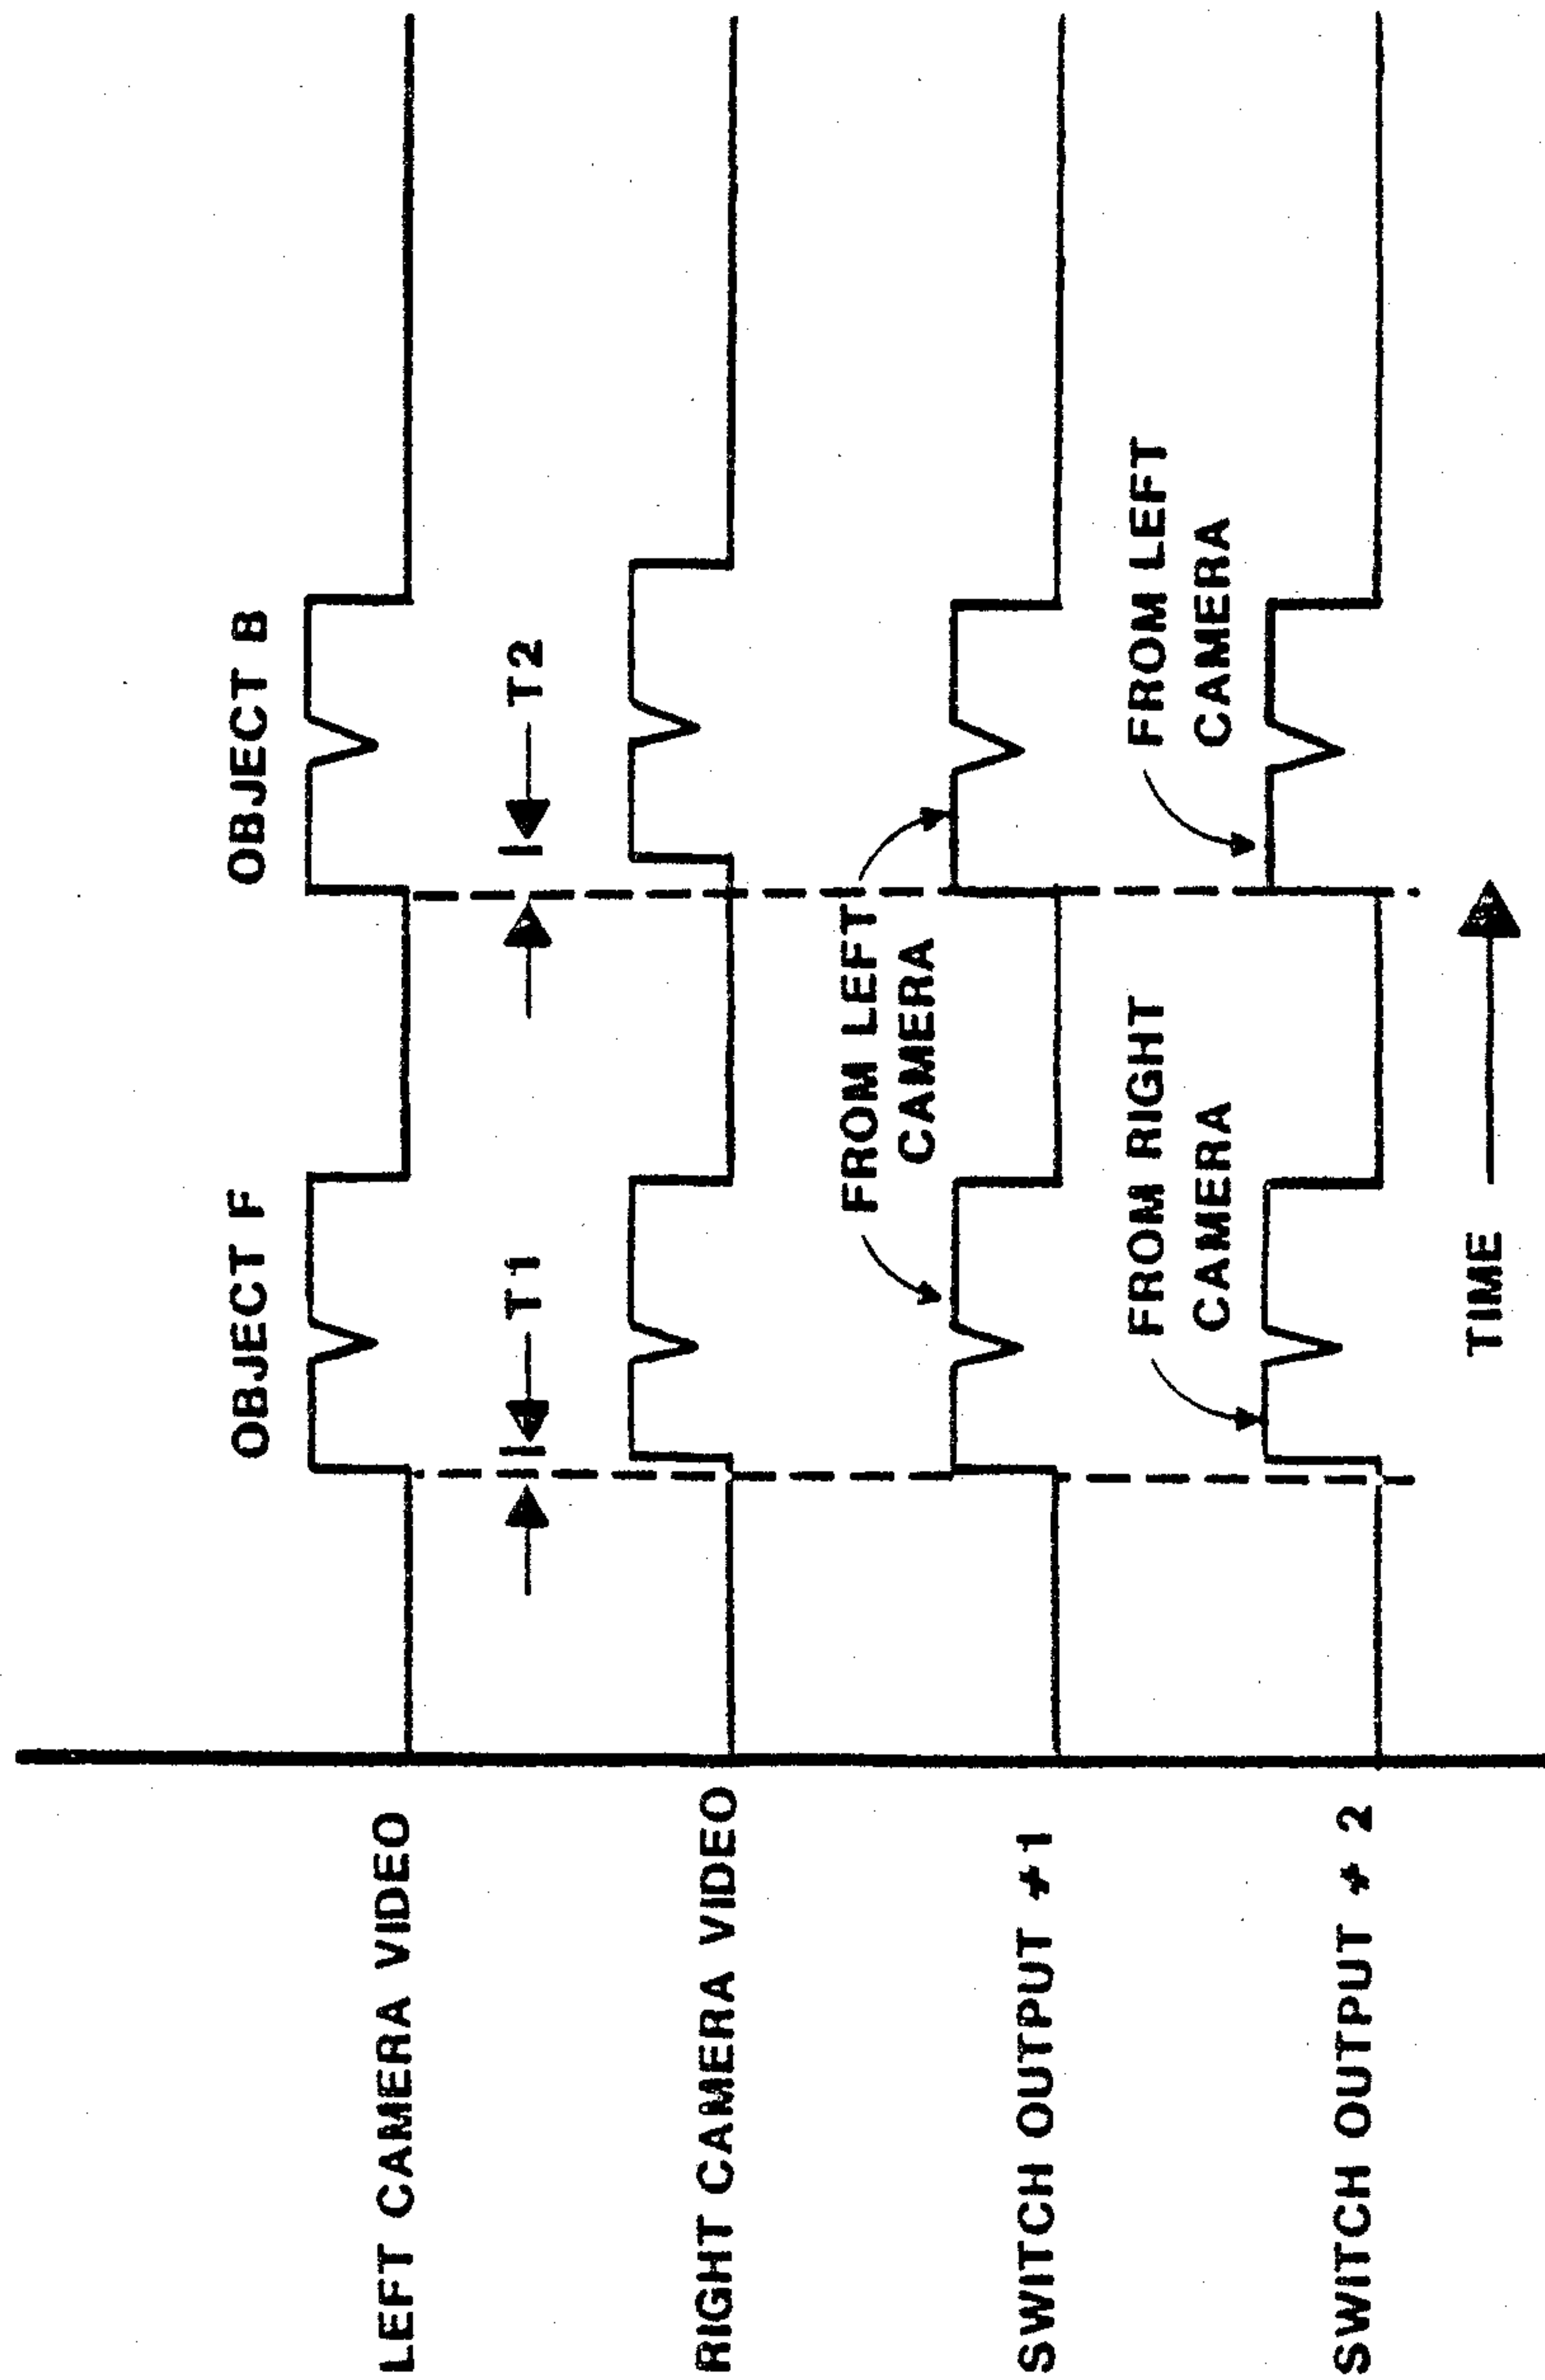 OBJECT F
OBJECT B
LEFT CAMERA VIDEO
T1
T2
RIGHT CAMERA VIDEO
FROM LEFT
CAMERA
SWITCH OUTPUT #1
FROM RIGHT
CAMERA
FROM LEFT
CAMERA
SWITCH OUTPUT # 2
TIME